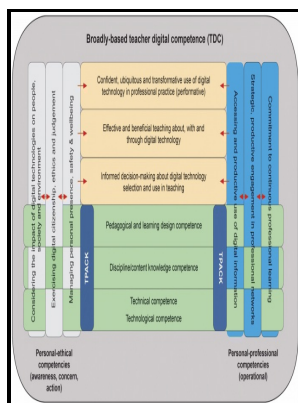 Broadly-based teacher digital competence (TDC)
Considering the impact of digital technologies on people,
society and environment
Exercising digital citizenship, ethics and judgement
Managing personal presence, safety & wellbeing
Confident, ubiquitous and transformative use of digital
technology in professional practice (performative)
Effective and beneficial teaching about, with and
through digital technology
Informed decision-making about digital technology
selection and use in teaching
TPACK
Pedagogical and learning design competence
Discipline/content knowledge competence
Technical competence
Technological competence
TPACK
Accessing and productive use of digital information
Strategic, productive engagement in professional networks
Commitment to continuous professional learning
Personal-ethical
competencies
(awareness, concern,
action)
Personal-professional
competencies
(operational)